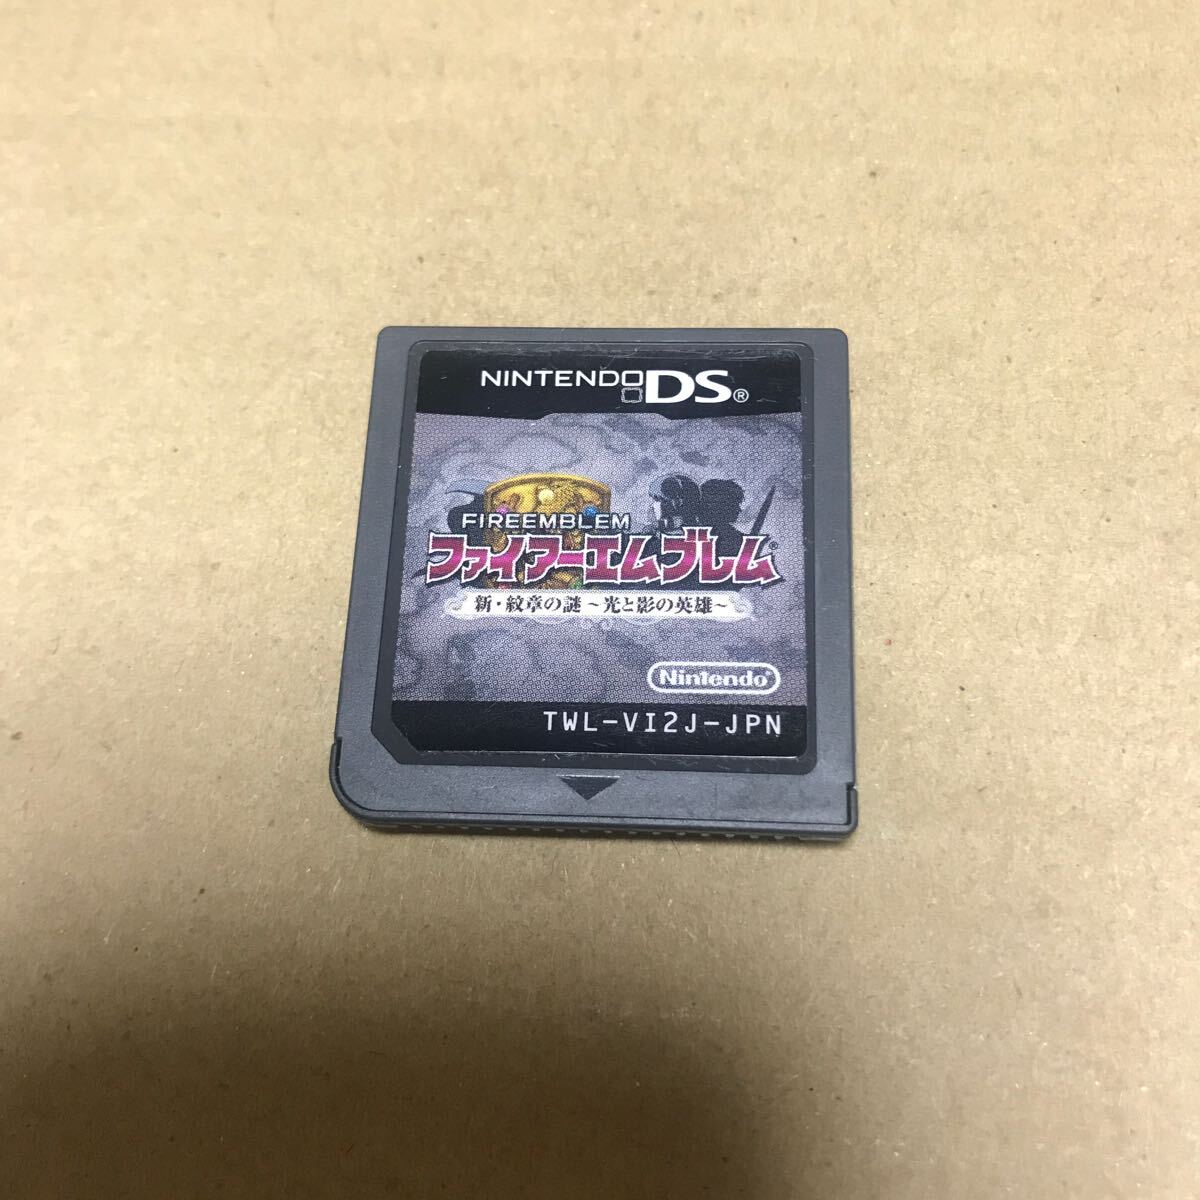 NINTENDO DS®
FIREEMBLEM
ファイアーエムブレム®
新・紋章の謎～光と影の英雄～
Nintendo®
TWL-VI2J-JPN